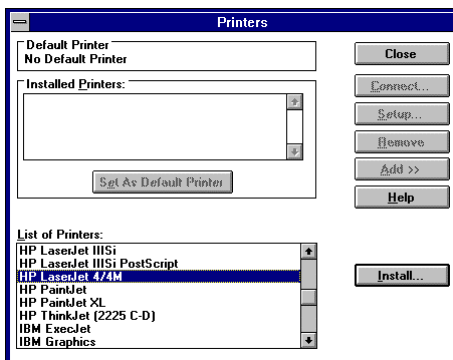 Printers
Default Printer
No Default Printer
Installed Printers:
Set As Default Printer
Close
Connect...
Setup...
Remove
Add >>
Help
List of Printers:
HP LaserJet IIISi
HP LaserJet IIISi PostScript
HP LaserJet 4/4M
HP PaintJet
HP PaintJet XL
HP ThinkJet (2225 C-D)
IBM ExecJet
IBM Graphics
Install...